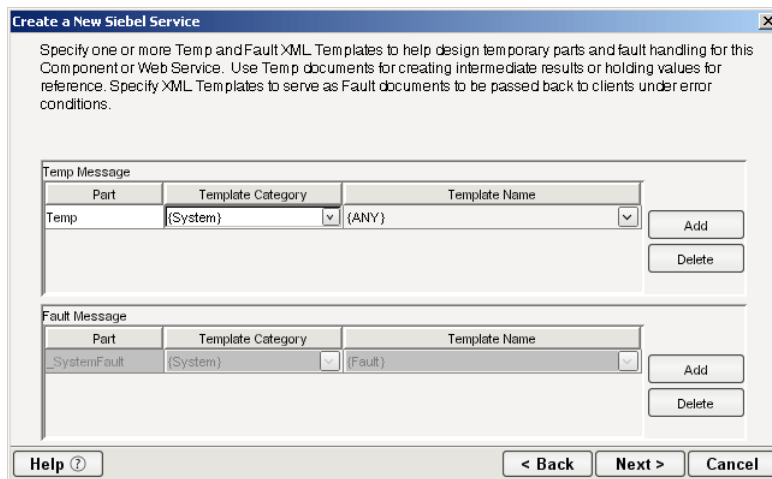 Create a New Siebel Service
Specify one or more Temp and Fault XML Templates to help design temporary parts and fault handling for this
Component or Web Service. Use Temp documents for creating intermediate results or holding values for
reference. Specify XML Templates to serve as Fault documents to be passed back to clients under error
conditions.
Temp Message
Part Template Category Template Name
Temp {System} {ANY}
Add
Delete
Fault Message
Part Template Category Template Name
_SystemFault {System} {Fault}
Add
Delete
Help ? < Back Next > Cancel